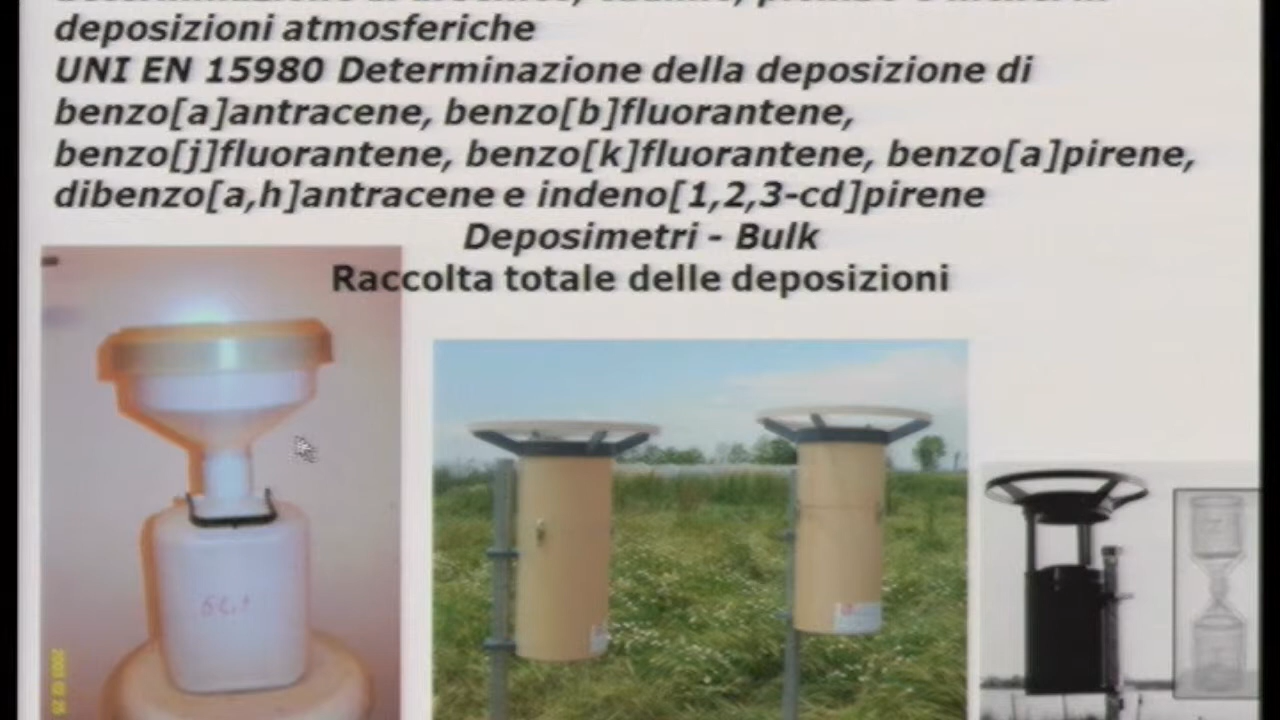 deposizioni atmosferiche
UNI EN 15980 Determinazione della deposizione di
benzo[a]antracene, benzo[b]fluorantene,
benzo[j]fluorantene, benzo[k]fluorantene, benzo[a]pirene,
dibenzo[a,h]antracene e indeno[1,2,3-cd]pirene
Deposimetri - Bulk
Raccolta totale delle deposizioni